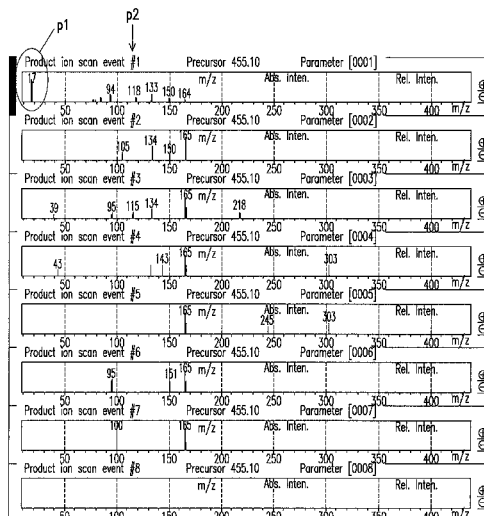 p1 p2
Product ion scan event #1 Precursor 455.10 Parameter [0001]
17 94 118 133 150 164 m/z Abs. Inten. Rel. Inten.
50 100 150 200 250 300 350 400 m/z
Product ion scan event #2 Precursor 455.10 Parameter [0002]
105 134 150 165 m/z Abs. Inten. Rel. Inten.
50 100 150 200 250 300 350 400 m/z
Product ion scan event #3 Precursor 455.10 Parameter [0003]
39 95 115 134 165 m/z 218 Abs. Inten. Rel. Inten.
50 100 150 200 250 300 350 400 m/z
Product ion scan event #4 Precursor 455.10 Parameter [0004]
43 143 165 m/z Abs. Inten. 303 Rel. Inten.
50 100 150 200 250 300 350 400 m/z
Product ion scan event #5 Precursor 455.10 Parameter [0005]
165 m/z Abs. Inten. 245 303 Rel. Inten.
50 100 150 200 250 300 350 400 m/z
Product ion scan event #6 Precursor 455.10 Parameter [0006]
95 151 165 m/z Abs. Inten. Rel. Inten.
50 100 150 200 250 300 350 400 m/z
Product ion scan event #7 Precursor 455.10 Parameter [0007]
100 165 m/z Abs. Inten. Rel. Inten.
50 100 150 200 250 300 350 400 m/z
Product ion scan event #8 Precursor 455.10 Parameter [0008]
m/z Abs. Inten. Rel. Inten.
50 100 150 200 250 300 350 400 m/z